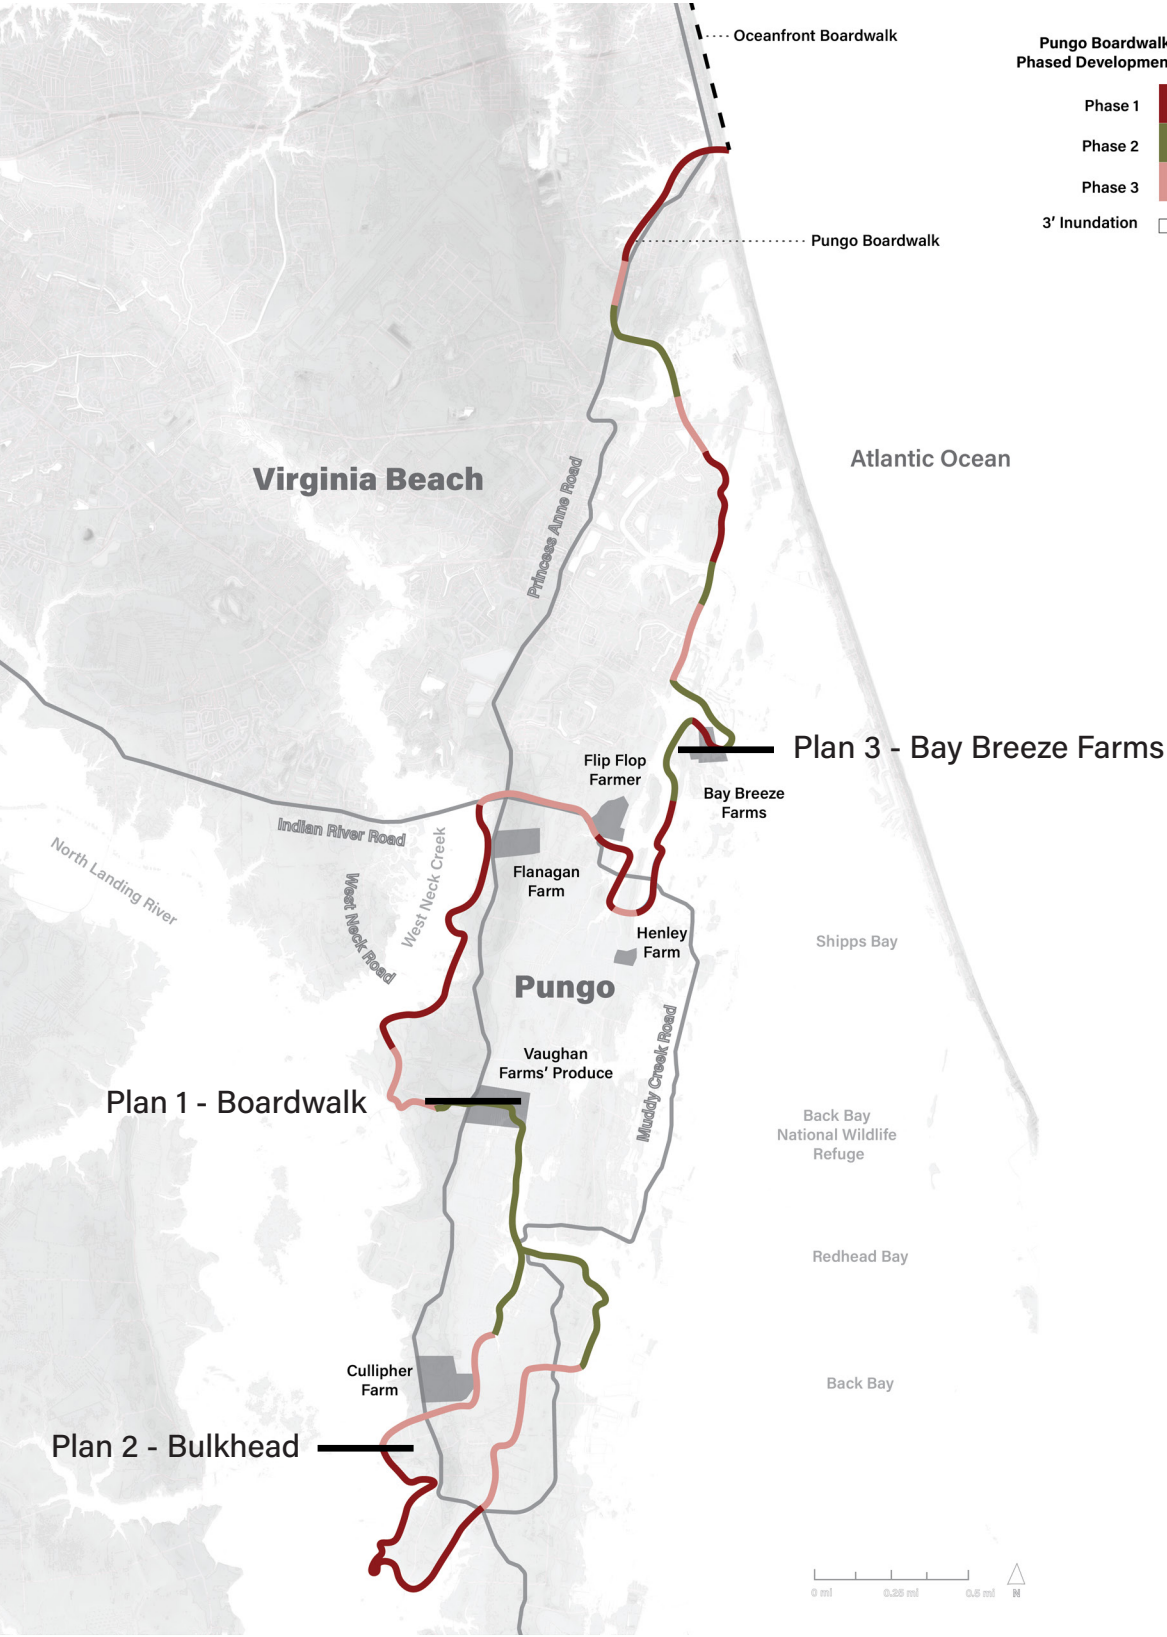 Oceanfront Boardwalk
Pungo Boardwalk
Phased Developmen
Phase 1
Phase 2
Phase 3
3' Inundation
Pungo Boardwalk
Atlantic Ocean
Virginia Beach
Princess Anne Road
Plan 3 - Bay Breeze Farms
Flip Flop
Farmer
Bay Breeze
Farms
Indian River Road
North Landing River
West Neck Creek
West Neck Road
Flanagan
Farm
Henley
Farm
Shipps Bay
Pungo
Muddy Creek Road
Vaughan
Farms' Produce
Plan 1 - Boardwalk
Back Bay
National Wildlife
Refuge
Redhead Bay
Cullipher
Farm
Back Bay
Plan 2 - Bulkhead
0 mi
0.25 mi
0.5 mi
N